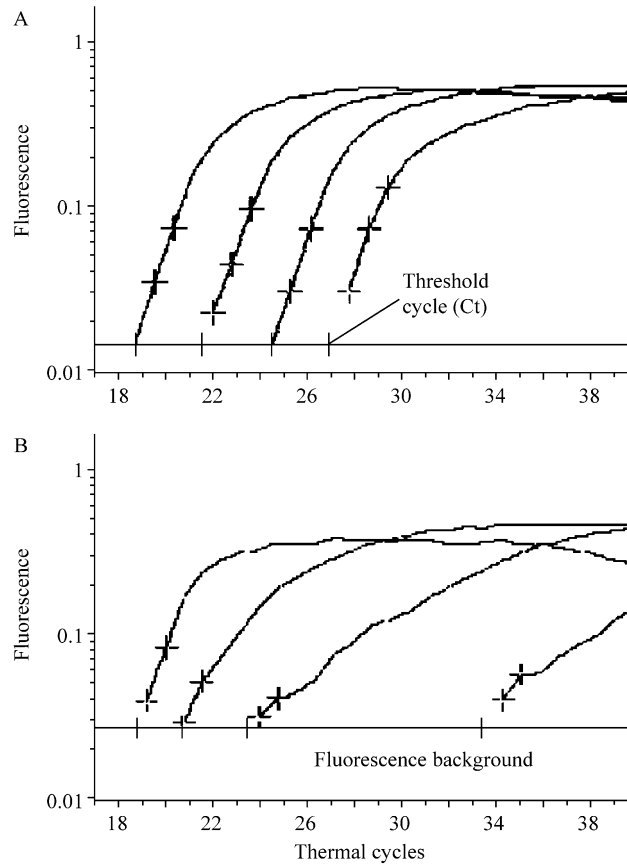 A
1
0.1
0.01
Fluorescence
Threshold
cycle (Ct)
18 22 26 30 34 38
B
1
0.1
0.01
Fluorescence
Fluorescence background
18 22 26 30 34 38
Thermal cycles